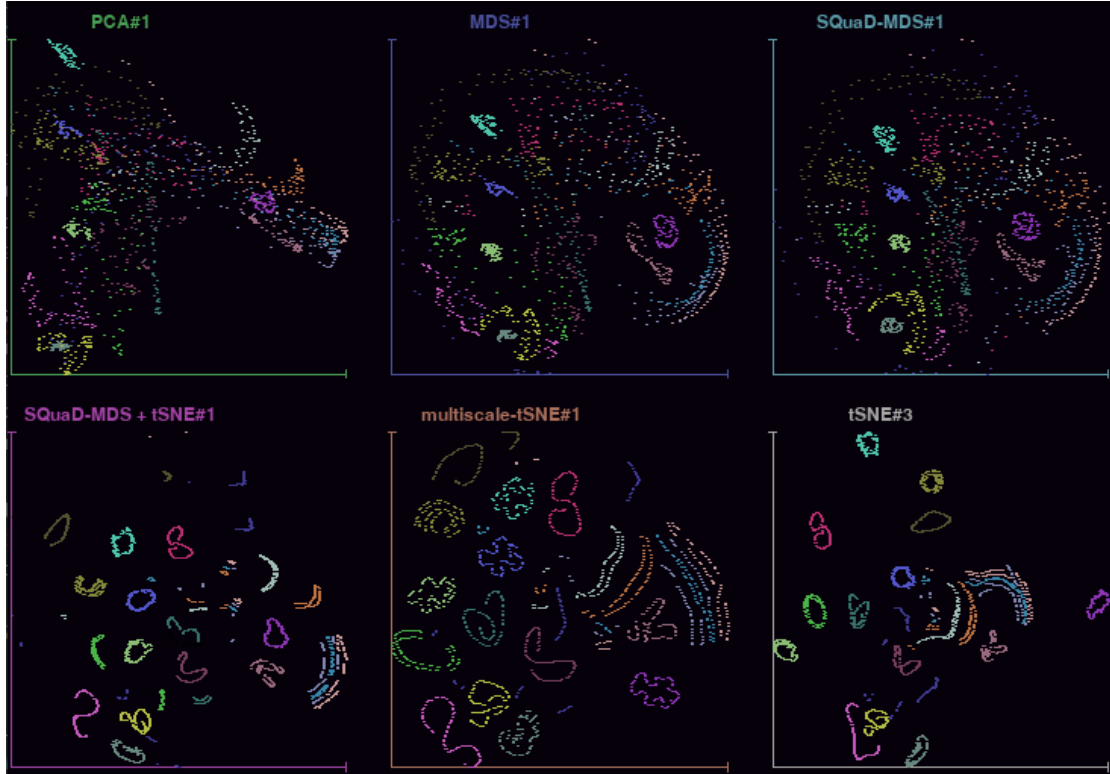 PCA#1
MDS#1
SQuaD-MDS#1
SQuaD-MDS + tSNE#1
multiscale-tSNE#1
tSNE#3